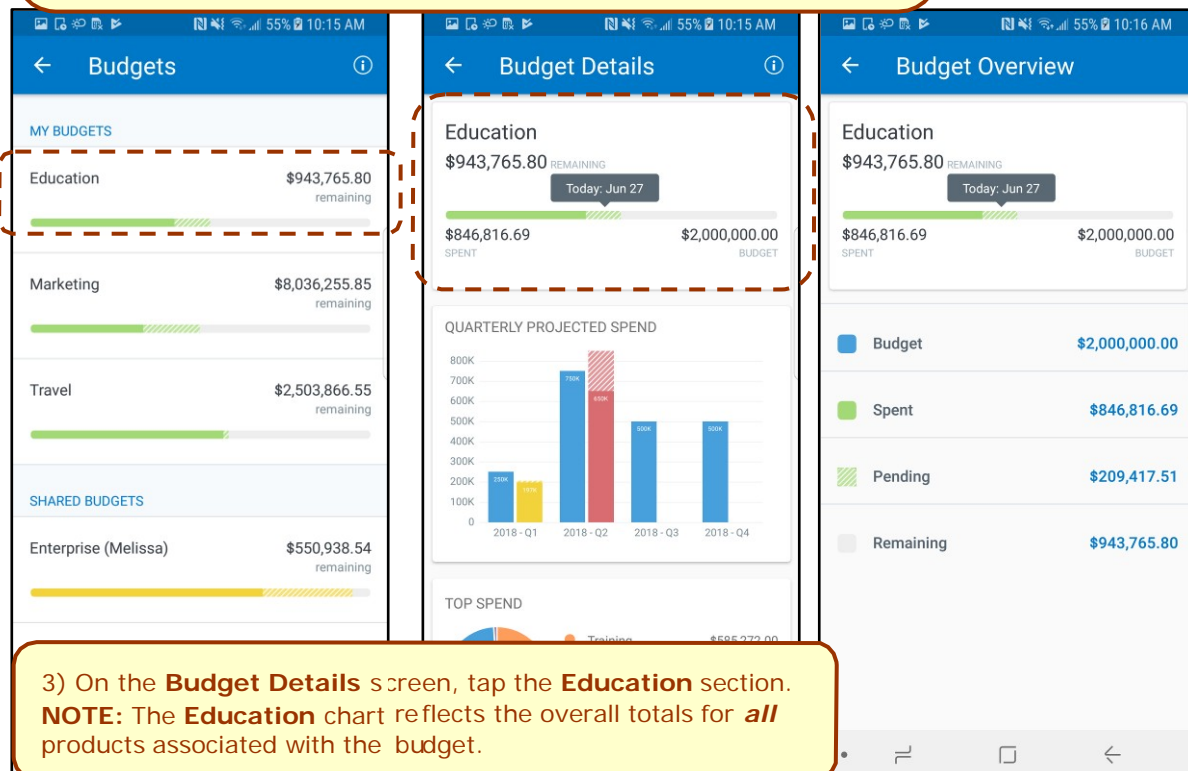 55% 10:15 AM
Budgets
MY BUDGETS
Education $943,765.80
remaining
Marketing $8,036,255.85
remaining
Travel $2,503,866.55
remaining
SHARED BUDGETS
Enterprise (Melissa) $550,938.54
remaining
55% 10:15 AM
Budget Details
Education
$943,765.80 REMAINING
Today: Jun 27
$846,816.69 $2,000,000.00
SPENT BUDGET
QUARTERLY PROJECTED SPEND
800K
700K
600K
500K
400K
300K
200K
100K
0
250K
750K
650K
500K
500K
2018 - Q1 2018 - Q2 2018 - Q3 2018 - Q4
TOP SPEND
Training $585,272.00
55% 10:16 AM
Budget Overview
Education
$943,765.80 REMAINING
Today: Jun 27
$846,816.69 $2,000,000.00
SPENT BUDGET
Budget $2,000,000.00
Spent $846,816.69
Pending $209,417.51
Remaining $943,765.80
3) On the Budget Details screen, tap the Education section.
NOTE: The Education chart reflects the overall totals for all
products associated with the budget.